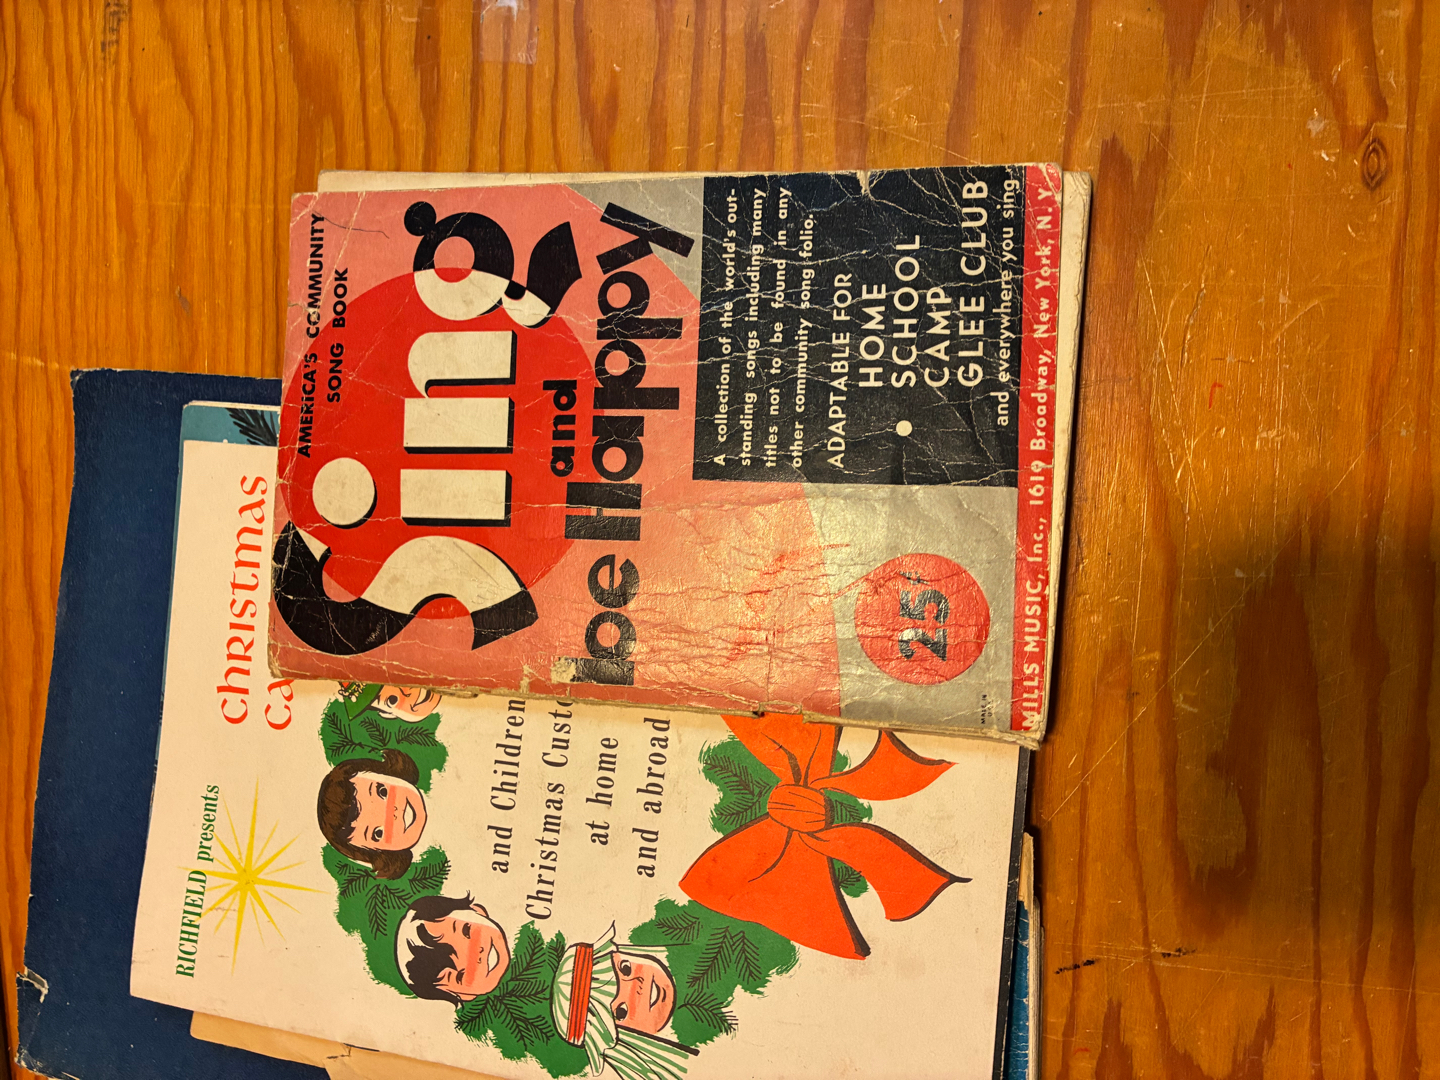 AMERICA'S COMMUNITY
SONG BOOK
Sing
and
be Happy
A collection of the world's out-
standing songs including many
titles not to be found in any
other community song folio.
ADAPTABLE FOR
HOME
SCHOOL
• CAMP
GLEE CLUB
and everywhere you sing
25¢
MADE IN
MILLS MUSIC, Inc., 1619 Broadway, New York, N. Y.
RICHFIELD presents
Christmas
Ca
and Children
Christmas Custo
at home
and abroad